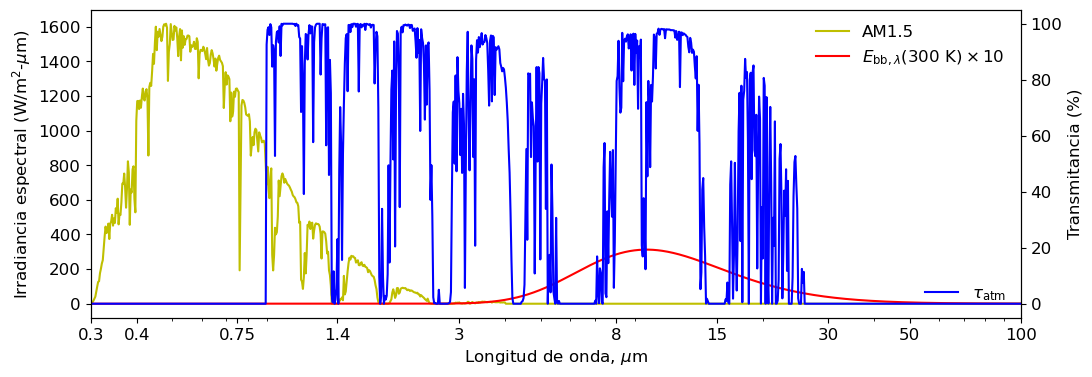 1600
1400
1200
1000
800
600
400
200
0
Irradiancia espectral (W/m²-μm)
100
80
60
40
20
0
Transmitancia (%)
AM1.5
E_bb,λ(300 K) × 10
τ_atm
0.3 0.4 0.75 1.4 3 8 15 30 50 100
Longitud de onda, μm